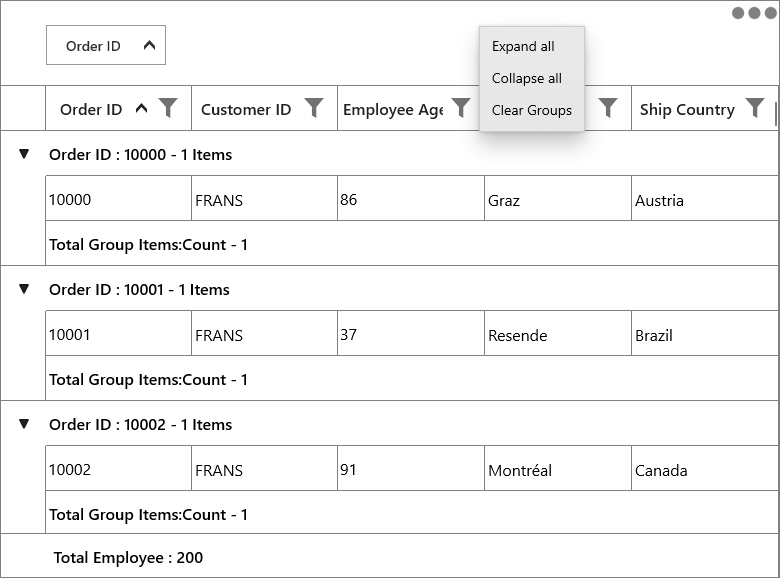 Order ID
Expand all
Collapse all
Clear Groups
Order ID Customer ID Employee Age Ship Country
Order ID : 10000 - 1 Items
10000 FRANS 86 Graz Austria
Total Group Items:Count - 1
Order ID : 10001 - 1 Items
10001 FRANS 37 Resende Brazil
Total Group Items:Count - 1
Order ID : 10002 - 1 Items
10002 FRANS 91 Montréal Canada
Total Group Items:Count - 1
Total Employee : 200